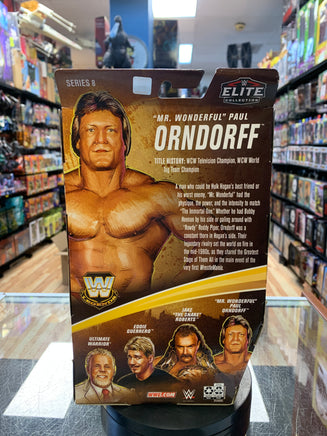 SERIES 8
ELITE
COLLECTION
"MR. WONDERFUL" PAUL
ORNDORFF™
TITLE HISTORY: WCW Television Champion, WCW World
Tag Team Champion
A man who could be Hulk Hogan's best friend or
his worst enemy, "Mr. Wonderful" had the
physique, the power, and the intensity to match
"The Immortal One." Whether he had Bobby
Heenan by his side or going around with
"Rowdy" Roddy Piper, Orndorff was a
constant thorn in Hogan's side. Their
legendary rivalry set the world on fire in
the mid-1980s, as they shared the Greatest
Stage of Them All in the main event of the
very first WrestleMania.
W
LEGENDS
"MR. WONDERFUL"
PAUL
ORNDORFF
JAKE
"THE SNAKE"
ROBERTS
EDDIE
GUERRERO
ULTIMATE
WARRIOR
WWE.COM